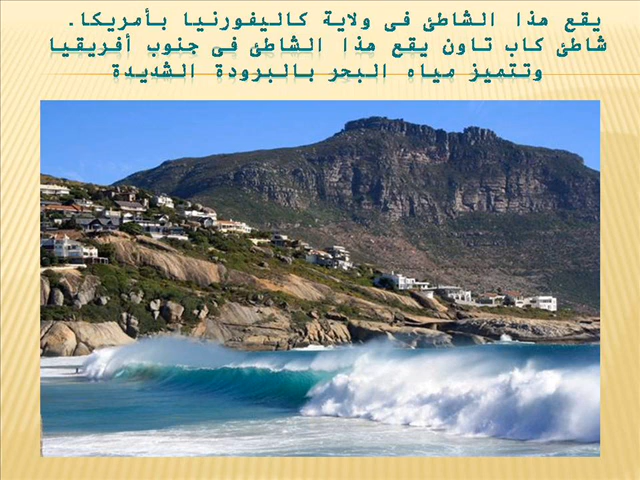 يقع هذا الشاطئ فى ولاية كاليفورنيا بأمريكا.
شاطئ كاب تاون يقع هذا الشاطئ فى جنوب أفريقيا
وتتميز مياه البحر بالبرودة الشديدة